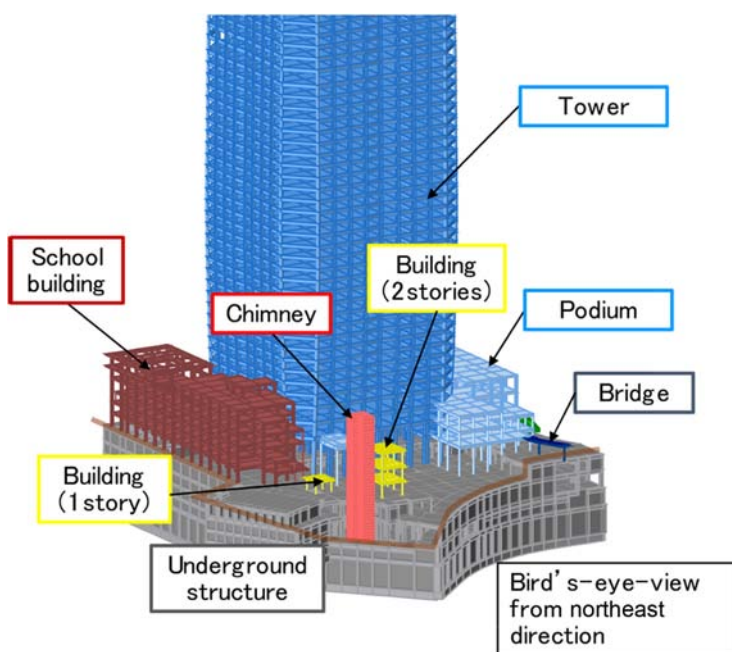 Tower
School
building
Building
(2stories)
Chimney
Podium
Bridge
Building
(1story)
Underground
structure
Bird's-eye-view
from northeast
direction